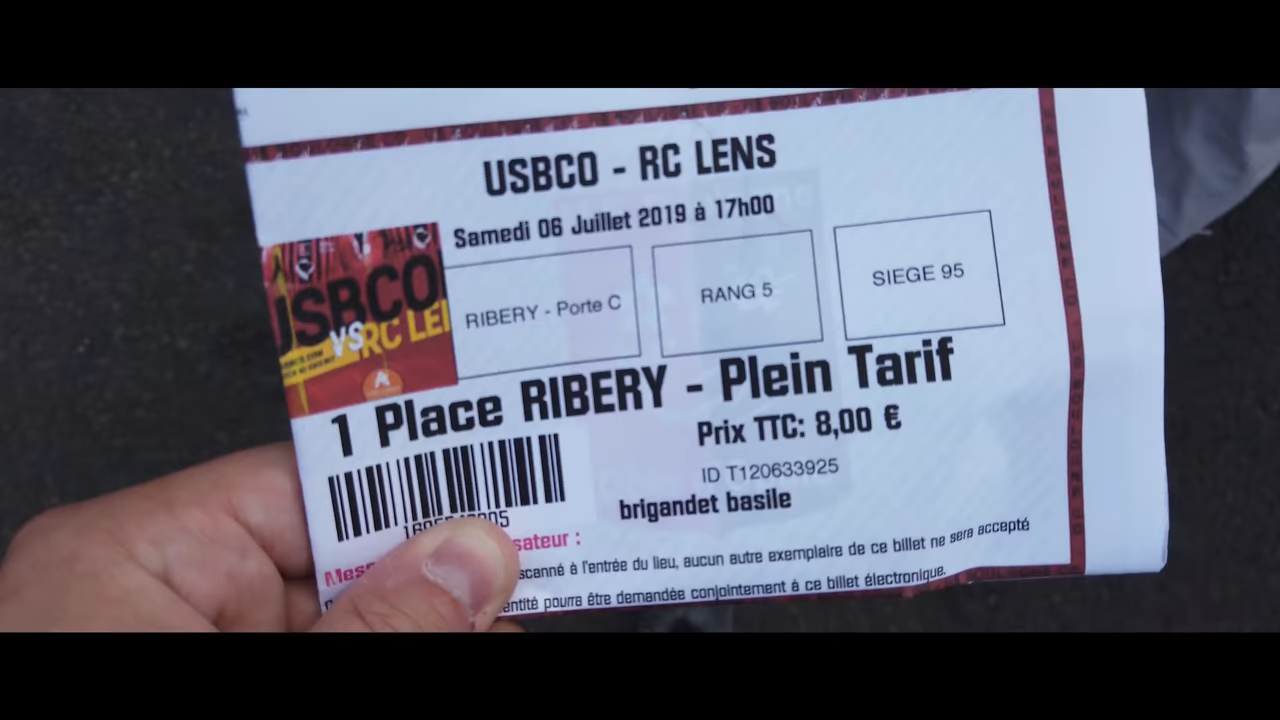 USBCO - RC LENS
Samedi 06 Juillet 2019 à 17h00
USBCO
VS RC LE
RIBERY - Porte C
RANG 5
SIEGE 95
1 Place RIBERY - Plein Tarif
Prix TTC: 8,00 €
ID T120633925
brigandet basile
sateur :
scanné à l'entrée du lieu, aucun autre exemplaire de ce billet ne sera accepté
entité pourra être demandée conjointement à ce billet électronique.